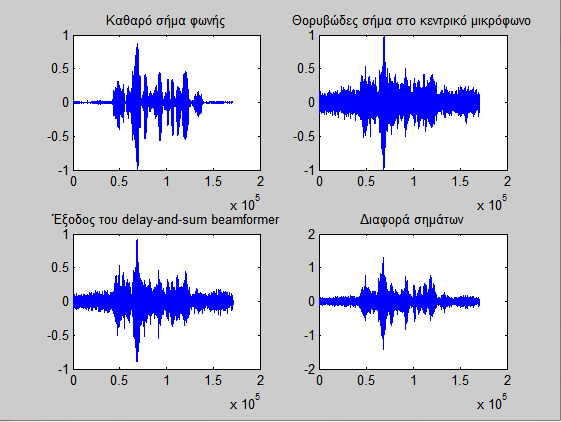 Καθαρό σήμα φωνής
1
0.5
0
-0.5
-1
0 0.5 1 1.5 2
x 10^5
Θορυβώδες σήμα στο κεντρικό μικρόφωνο
1
0.5
0
-0.5
-1
0 0.5 1 1.5 2
x 10^5
Έξοδος του delay-and-sum beamformer
1
0.5
0
-0.5
-1
0 0.5 1 1.5 2
x 10^5
Διαφορά σημάτων
2
1
0
-1
-2
0 0.5 1 1.5 2
x 10^5